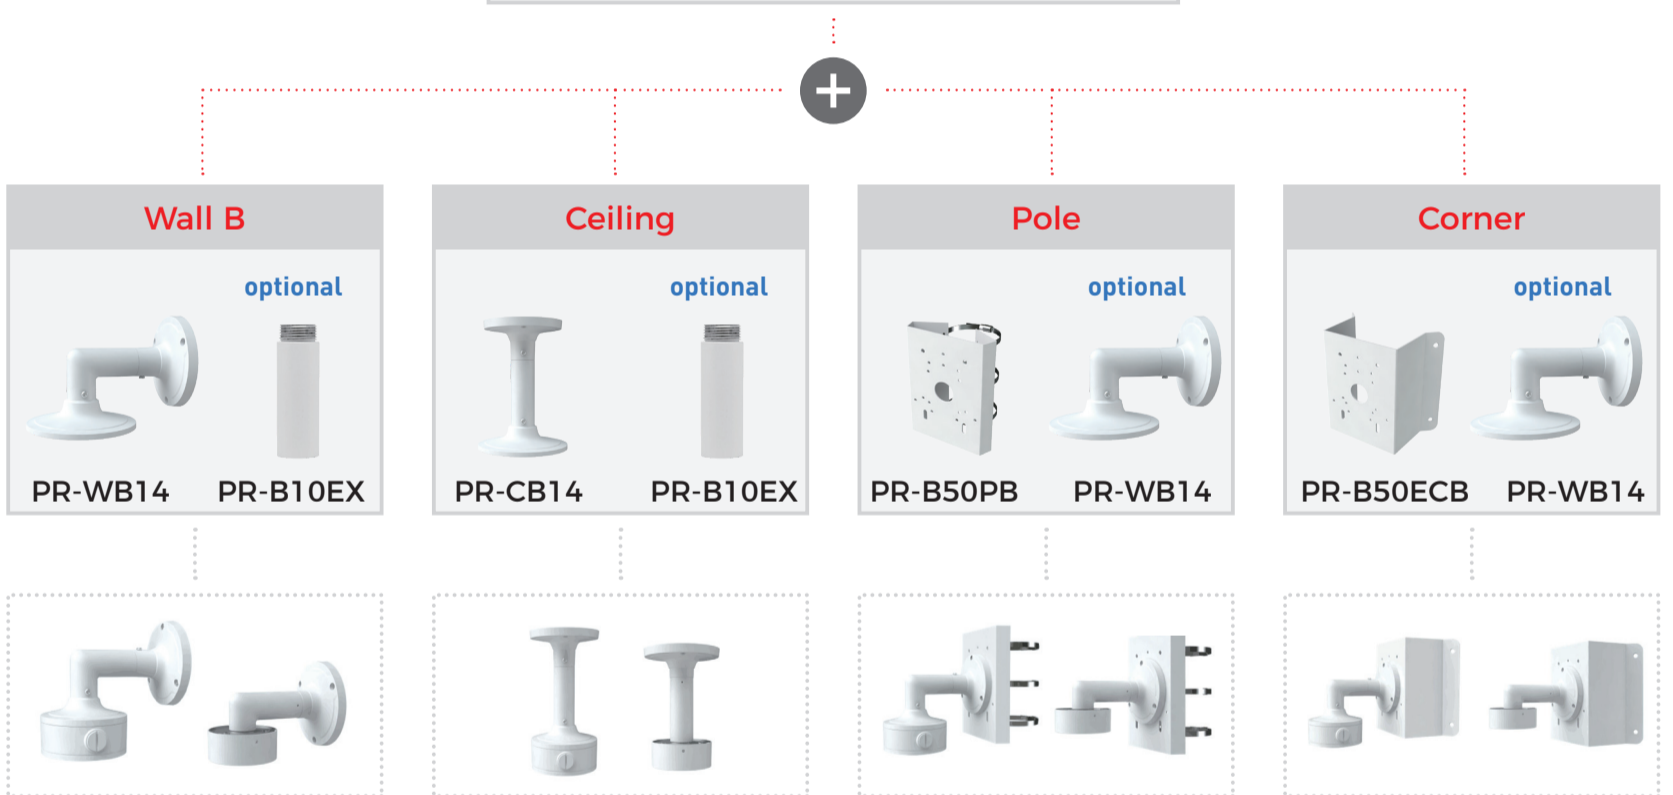 Wall B
optional
PR-WB14 PR-B10EX
Ceiling
optional
PR-CB14 PR-B10EX
Pole
optional
PR-B50PB PR-WB14
Corner
optional
PR-B50ECB PR-WB14